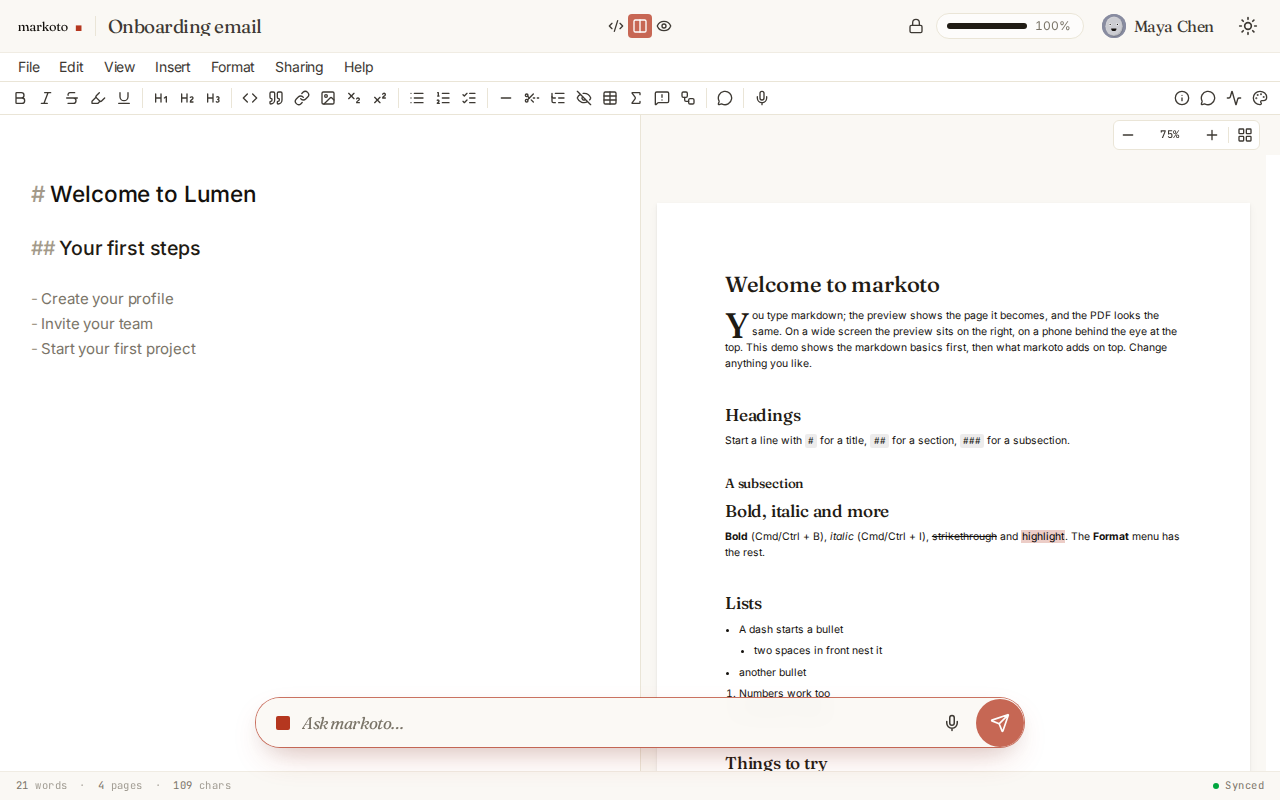 markoto
Onboarding email
100%
Maya Chen
File Edit View Insert Format Sharing Help
H1 H2 H3
75%
# Welcome to Lumen
## Your first steps
- Create your profile
- Invite your team
- Start your first project
Welcome to markoto
You type markdown; the preview shows the page it becomes, and the PDF looks the
same. On a wide screen the preview sits on the right, on a phone behind the eye at the
top. This demo shows the markdown basics first, then what markoto adds on top. Change
anything you like.
Headings
Start a line with # for a title, ## for a section, ### for a subsection.
A subsection
Bold, italic and more
Bold (Cmd/Ctrl + B), italic (Cmd/Ctrl + I), strikethrough and highlight. The Format menu has
the rest.
Lists
• A dash starts a bullet
• two spaces in front nest it
• another bullet
1. Numbers work too
Ask markoto...
Things to try
21 words · 4 pages · 109 chars
Synced